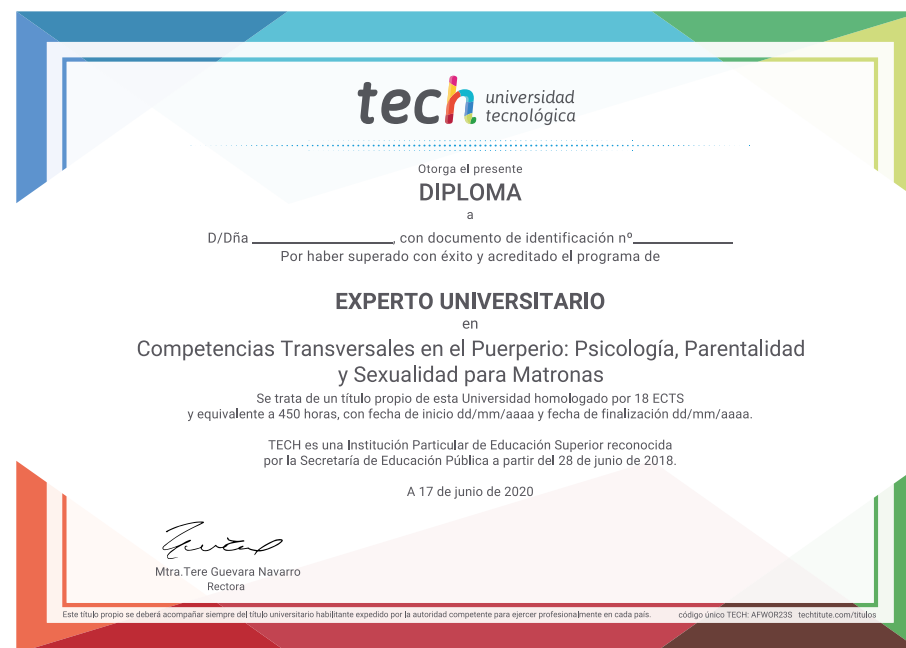 tech universidad
tecnológica
Otorga el presente
DIPLOMA
a
D/Dña ____________, con documento de identificación nº____________
Por haber superado con éxito y acreditado el programa de
EXPERTO UNIVERSITARIO
en
Competencias Transversales en el Puerperio: Psicología, Parentalidad
y Sexualidad para Matronas
Se trata de un título propio de esta Universidad homologado por 18 ECTS
y equivalente a 450 horas, con fecha de inicio dd/mm/aaaa y fecha de finalización dd/mm/aaaa.
TECH es una Institución Particular de Educación Superior reconocida
por la Secretaría de Educación Pública a partir del 28 de junio de 2018.
A 17 de junio de 2020
Mtra.Tere Guevara Navarro
Rectora
Este título propio se deberá acompañar siempre del título universitario habilitante expedido por la autoridad competente para ejercer profesionalmente en cada país. código único TECH: AFWOR23S techtitute.com/titulos